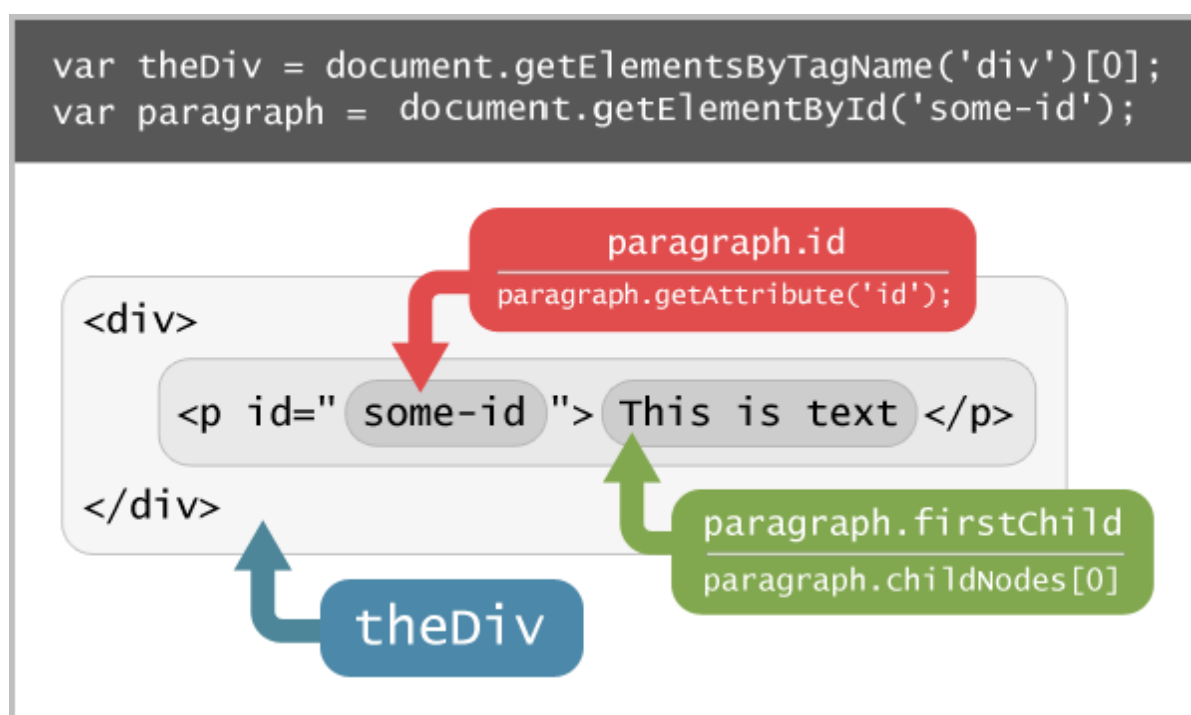 var theDiv = document.getElementsByTagName('div')[0];
var paragraph = document.getElementById('some-id');
paragraph.id
paragraph.getAttribute('id');
<div>
<p id="some-id">This is text</p>
</div>
paragraph.firstChild
paragraph.childNodes[0]
theDiv